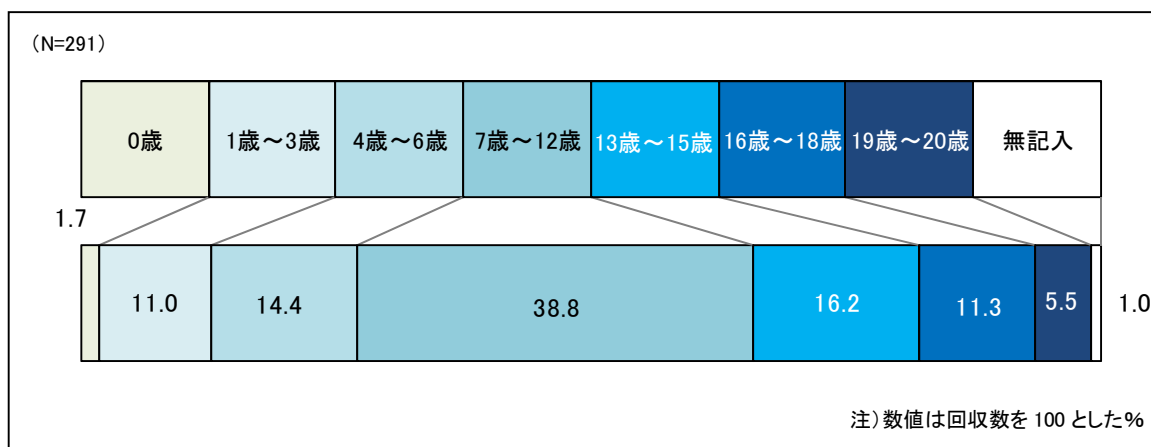 (N=291)
0歳 1歳～3歳 4歳～6歳 7歳～12歳 13歳～15歳 16歳～18歳 19歳～20歳 無記入
1.7
11.0 14.4 38.8 16.2 11.3 5.5 1.0
注)数値は回収数を 100 とした%